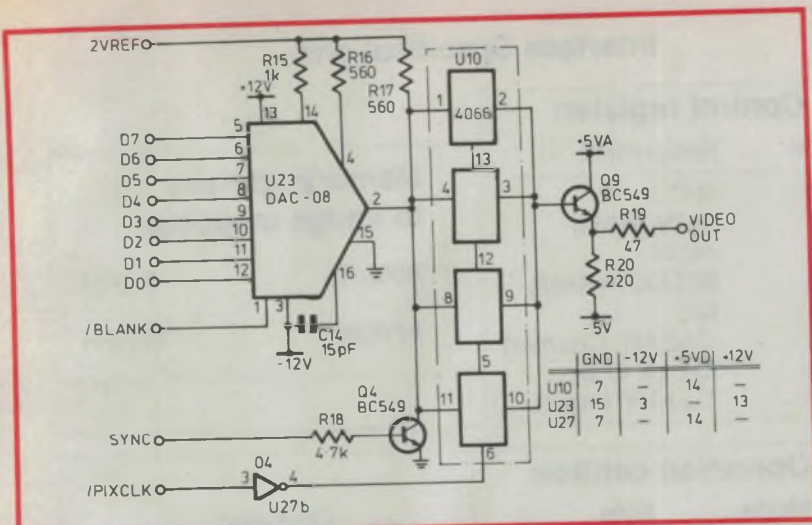 2VREF
R15
1k
R16
560
R17
560
U10
+12V
13
14
4
1
4066
2
13
D7
D6
D5
D4
D3
D2
D1
D0
5
6
7
8
9
10
11
12
U23
DAC-08
2
15
16
4
3
12
+5VA
Q9
BC549
R19
47
VIDEO
OUT
R20
220
-5V
8
9
5
/BLANK
1
3
C14
15pF
-12V
Q4
BC549
11
10
6
SYNC
R18
4·7k
/PIXCLK
3
04
4
U27b
GND -12V +5VD +12V
U10 7 - 14 -
U23 15 3 - 13
U27 7 - 14 -